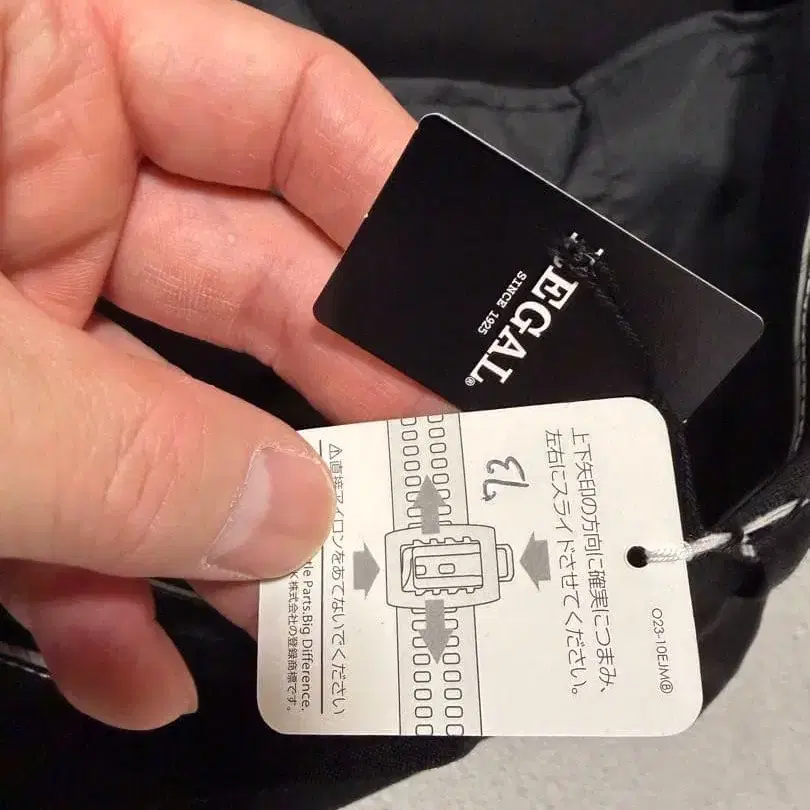 EGAL®
SINCE 1925
O23-10EJM®
上下矢印の方向に確実につまみ、
左右にスライドさせてください。
⚠直接アイロンをあてないでください
Parts. Big Difference.
株式会社の登録商標です。